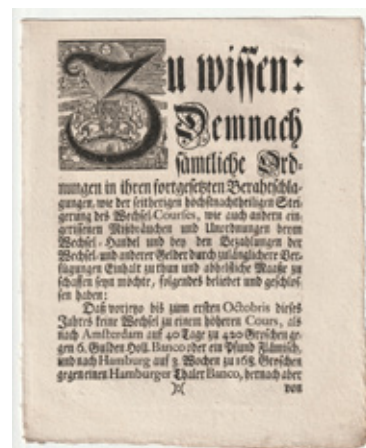 Zu wissen:
Demnach
sämtliche Ord-
nungen in ihren fortgesetzten Berahtschla-
gungen, wie der seitherigen höchstnachtheiligen Stei-
gerung des Wechsel-Courses, wie auch andern ein-
gerissenen Mißbräuchen und Unordnungen beym
Wechsel-Handel und bey den Bezahlungen der
Wechsel- und anderer Gelder durch zulänglichere Ver-
fügungen Einhalt zu thun und abhelfliche Maaße zu
schaffen seyn möchte, folgendes beliebet und geschlos-
sen haben:
Daß vorjetzo bis zum ersten Octobris dieses
Jahres keine Wechsel zu einem höheren Cours, als
nach Amsterdam auf 40 Tage zu 420 Groschen ge-
gen 6. Gulden Holl. Banco oder ein Pfund Flämisch,
und nach Hamburg auf 3. Wochen zu 168. Groschen
gegen einen Hamburger Thaler Banco, hernach aber
von